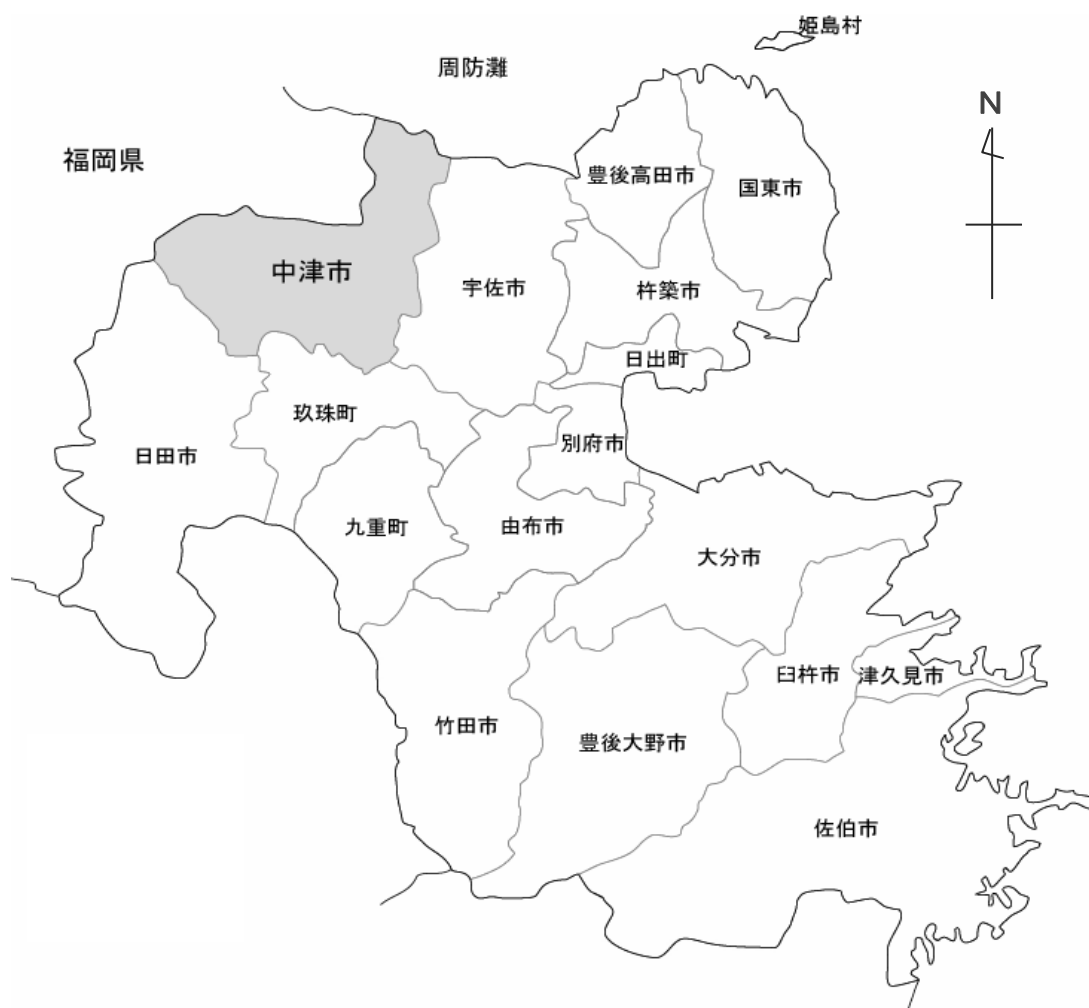 姫島村
周防灘
N
福岡県
豊後高田市
国東市
中津市
宇佐市
杵築市
日出町
玖珠町
別府市
日田市
九重町
由布市
大分市
臼杵市
津久見市
竹田市
豊後大野市
佐伯市